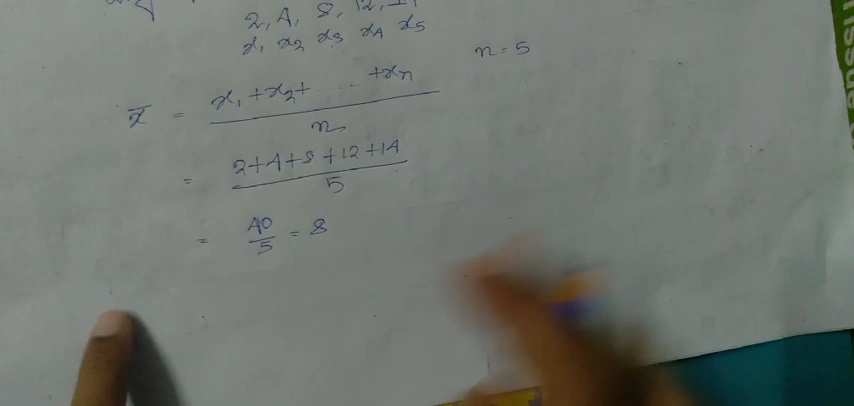 2, 4, 8, 12,
x₁ x₂ x₃ x₄ x₅
n = 5
x̄ = x₁ + x₂ + ... + xₙ / n
= 2+4+8+12+14 / 5
= 40/5 = 8